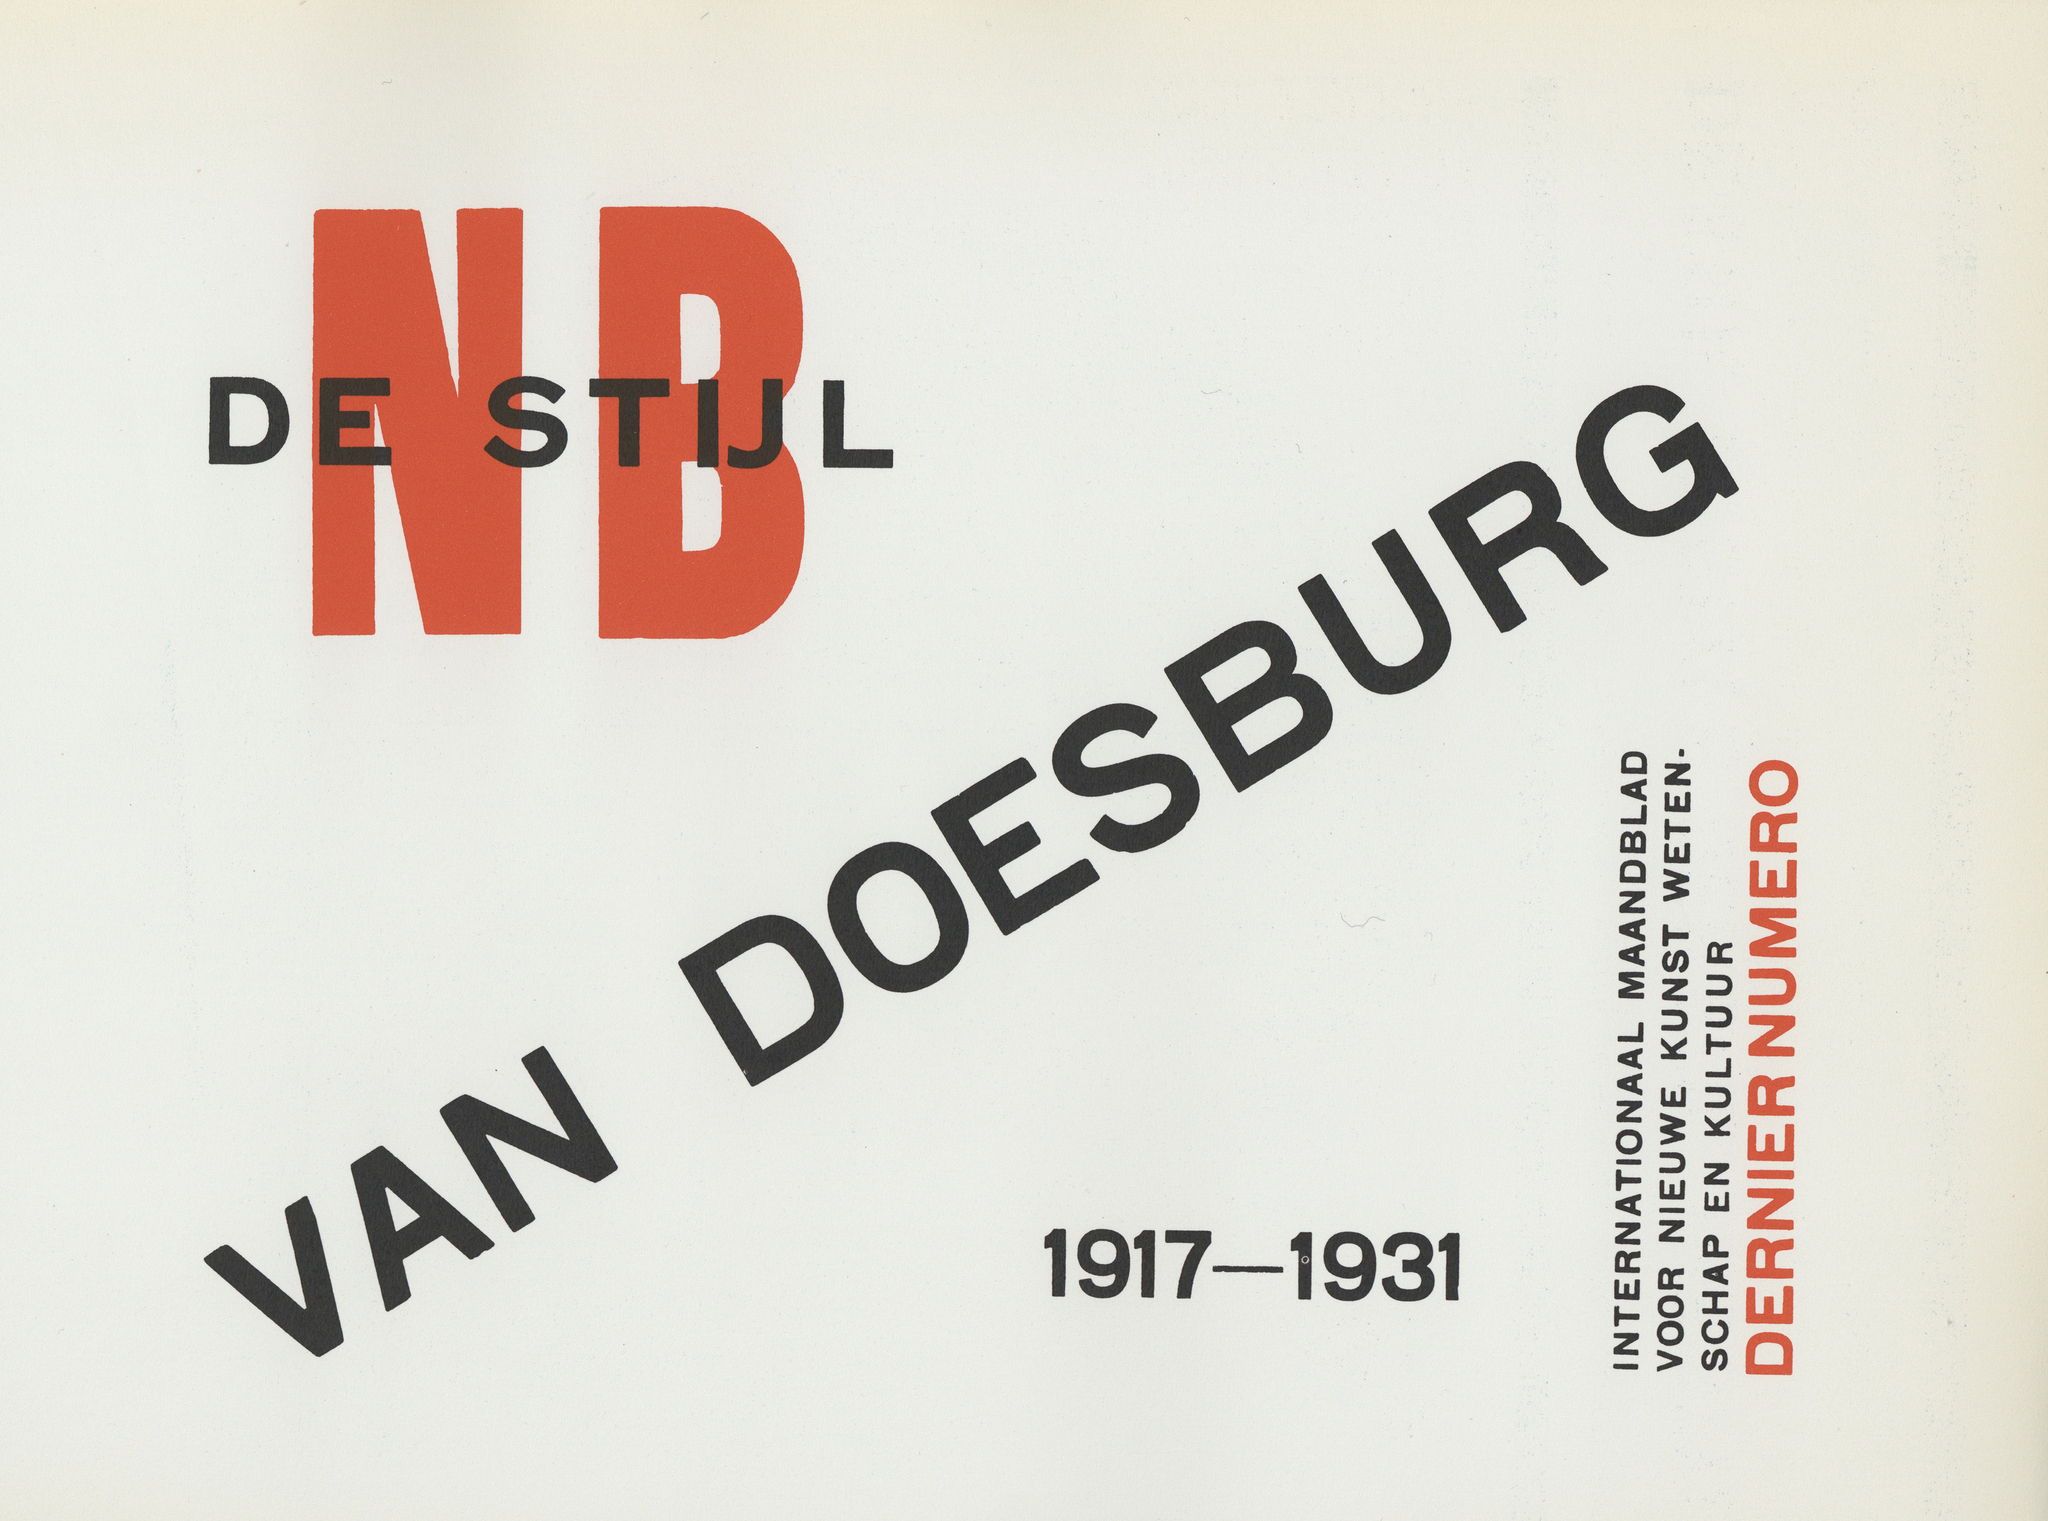 NB
DE STIJL
VAN DOESBURG
1917—1931
INTERNATIONAAL MAANDBLAD
VOOR NIEUWE KUNST WETEN-
SCHAP EN KULTUUR
DERNIER NUMERO